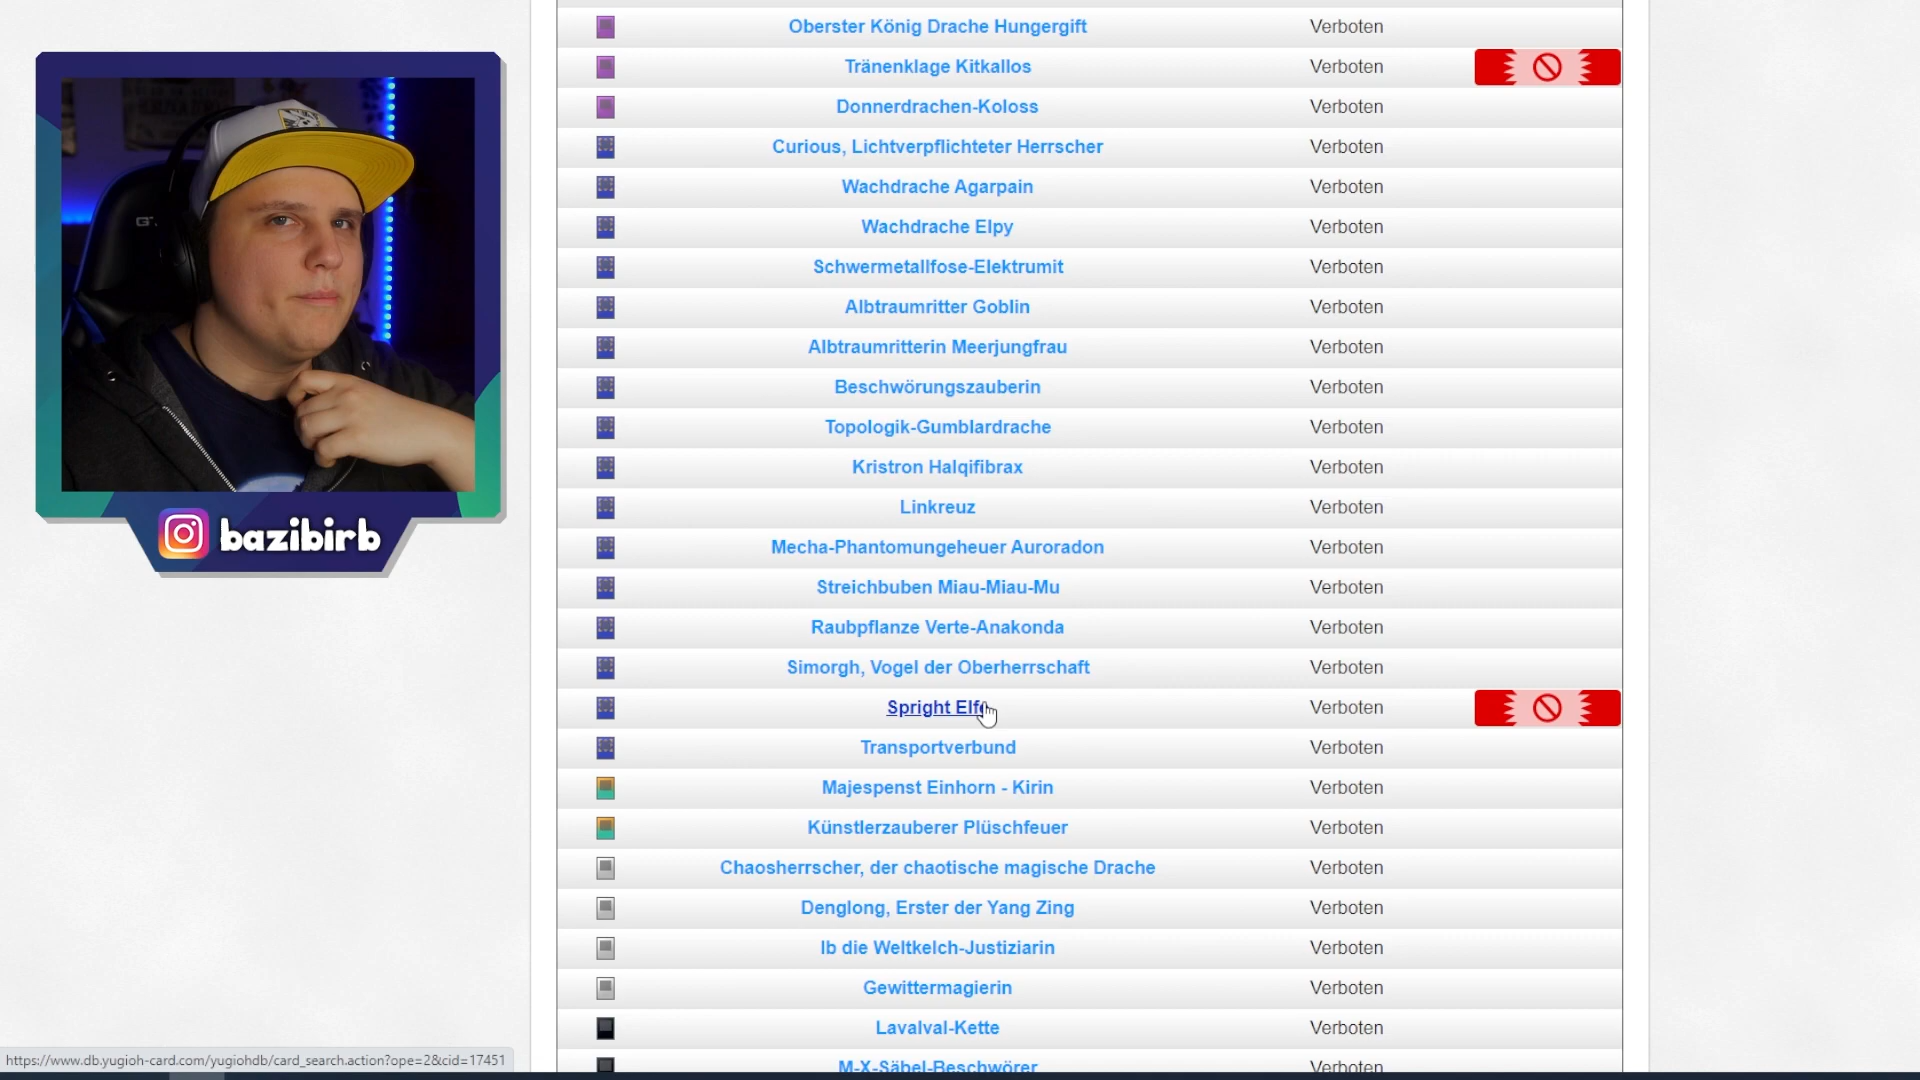 Oberster König Drache Hungergift Verboten
Tränenklage Kitkallos Verboten
Donnerdrachen-Koloss Verboten
Curious, Lichtverpflichteter Herrscher Verboten
Wachdrache Agarpain Verboten
Wachdrache Elpy Verboten
Schwermetallfose-Elektrumit Verboten
Albtraumritter Goblin Verboten
Albtraumritterin Meerjungfrau Verboten
Beschwörungszauberin Verboten
Topologik-Gumblardrache Verboten
Kristron Halqifibrax Verboten
Linkreuz Verboten
bazibirb
Mecha-Phantomungeheuer Auroradon Verboten
Streichbuben Miau-Miau-Mu Verboten
Raubpflanze Verte-Anakonda Verboten
Simorgh, Vogel der Oberherrschaft Verboten
Spright Elfe Verboten
Transportverbund Verboten
Majespenst Einhorn - Kirin Verboten
Künstlerzauberer Plüschfeuer Verboten
Chaosherrscher, der chaotische magische Drache Verboten
Denglong, Erster der Yang Zing Verboten
Ib die Weltkelch-Justiziarin Verboten
Gewittermagierin Verboten
Lavalval-Kette Verboten
M-X-Säbel-Beschwörer Verboten
https://www.db.yugioh-card.com/yugiohdb/card_search.action?ope=2&cid=17451